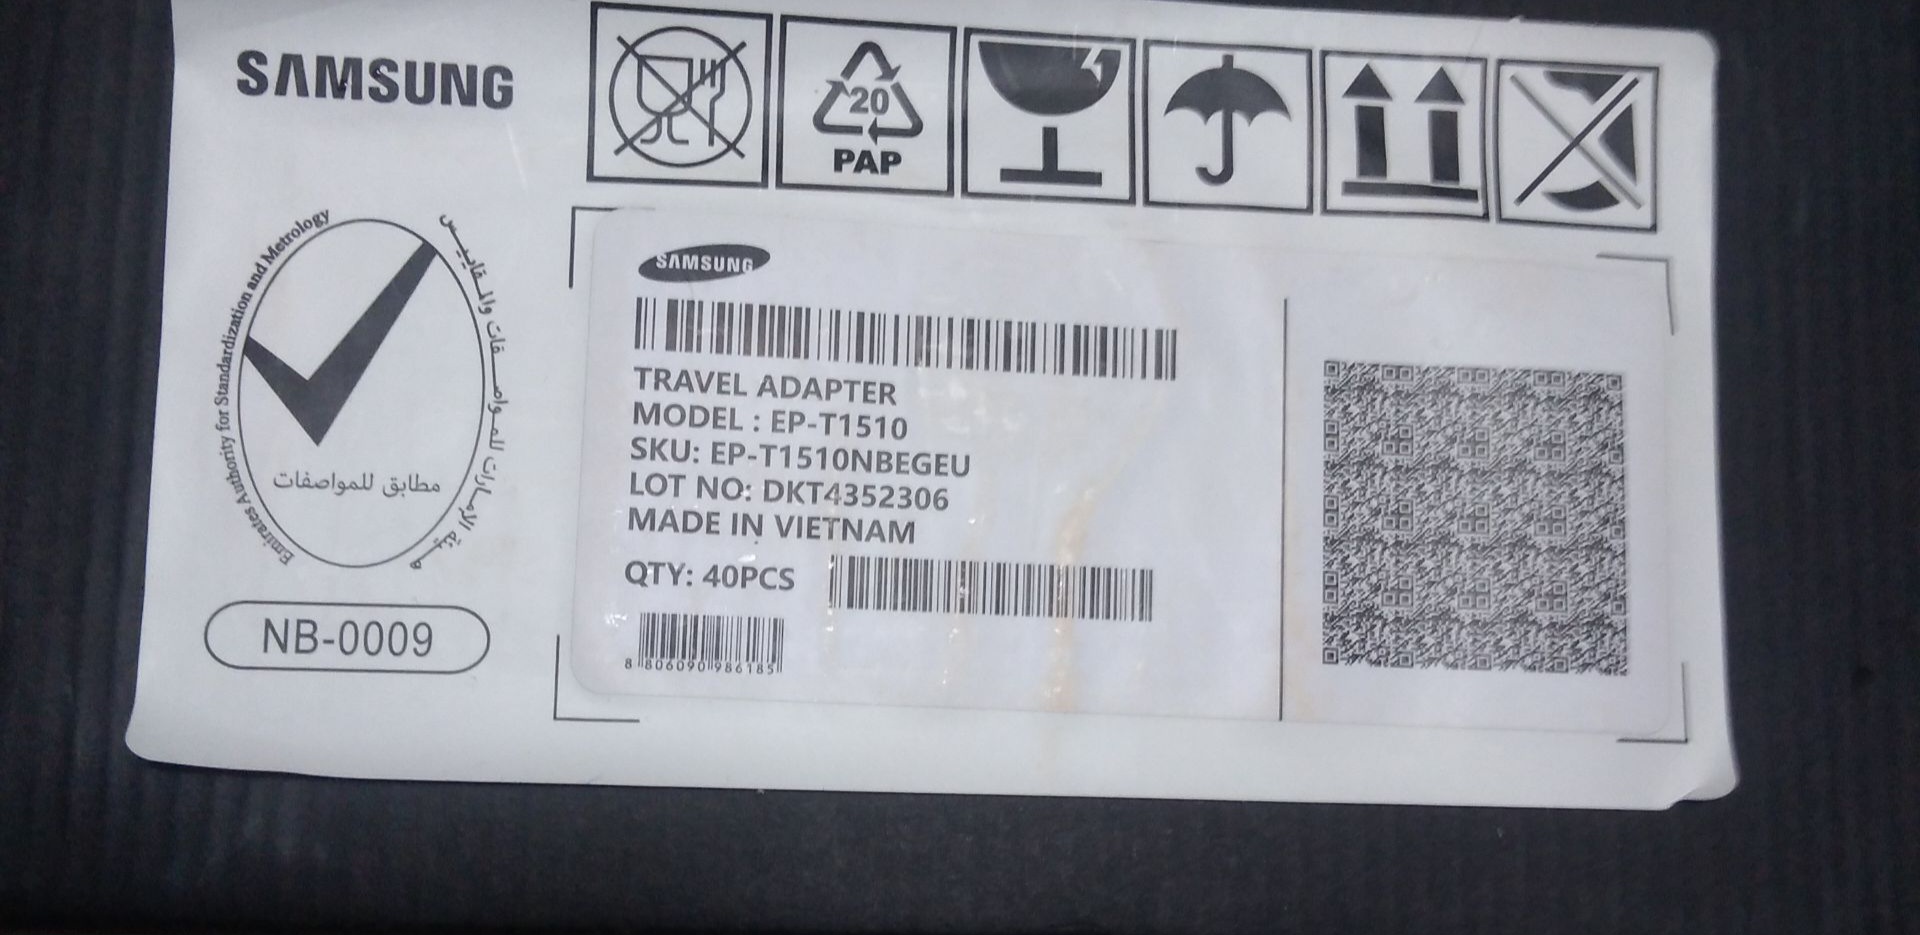 SAMSUNG
20
PAP
Emirates Authority for Standardization and Metrology
هيئة الإمارات للمواصفات والمقاييس
مطابق للمواصفات
NB-0009
SAMSUNG
TRAVEL ADAPTER
MODEL : EP-T1510
SKU: EP-T1510NBEGEU
LOT NO: DKT4352306
MADE IN VIETNAM
QTY: 40PCS
8 806090 986185